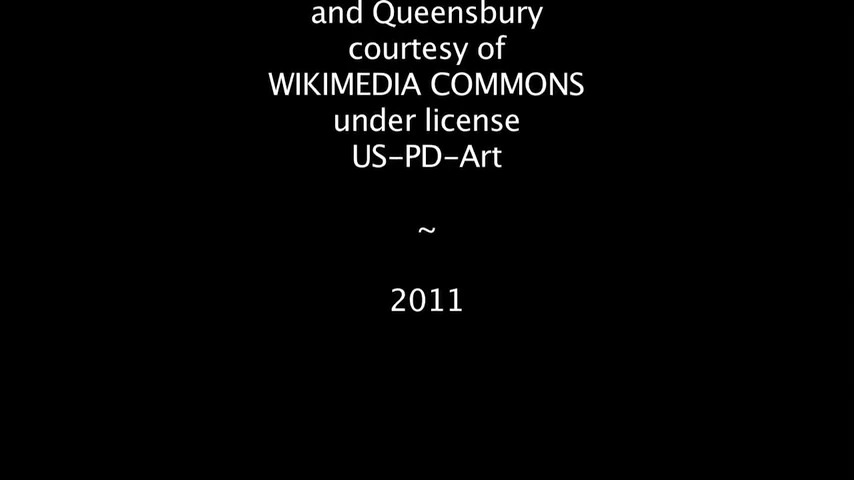 and Queensbury
courtesy of
WIKIMEDIA COMMONS
under license
US-PD-Art
~
2011